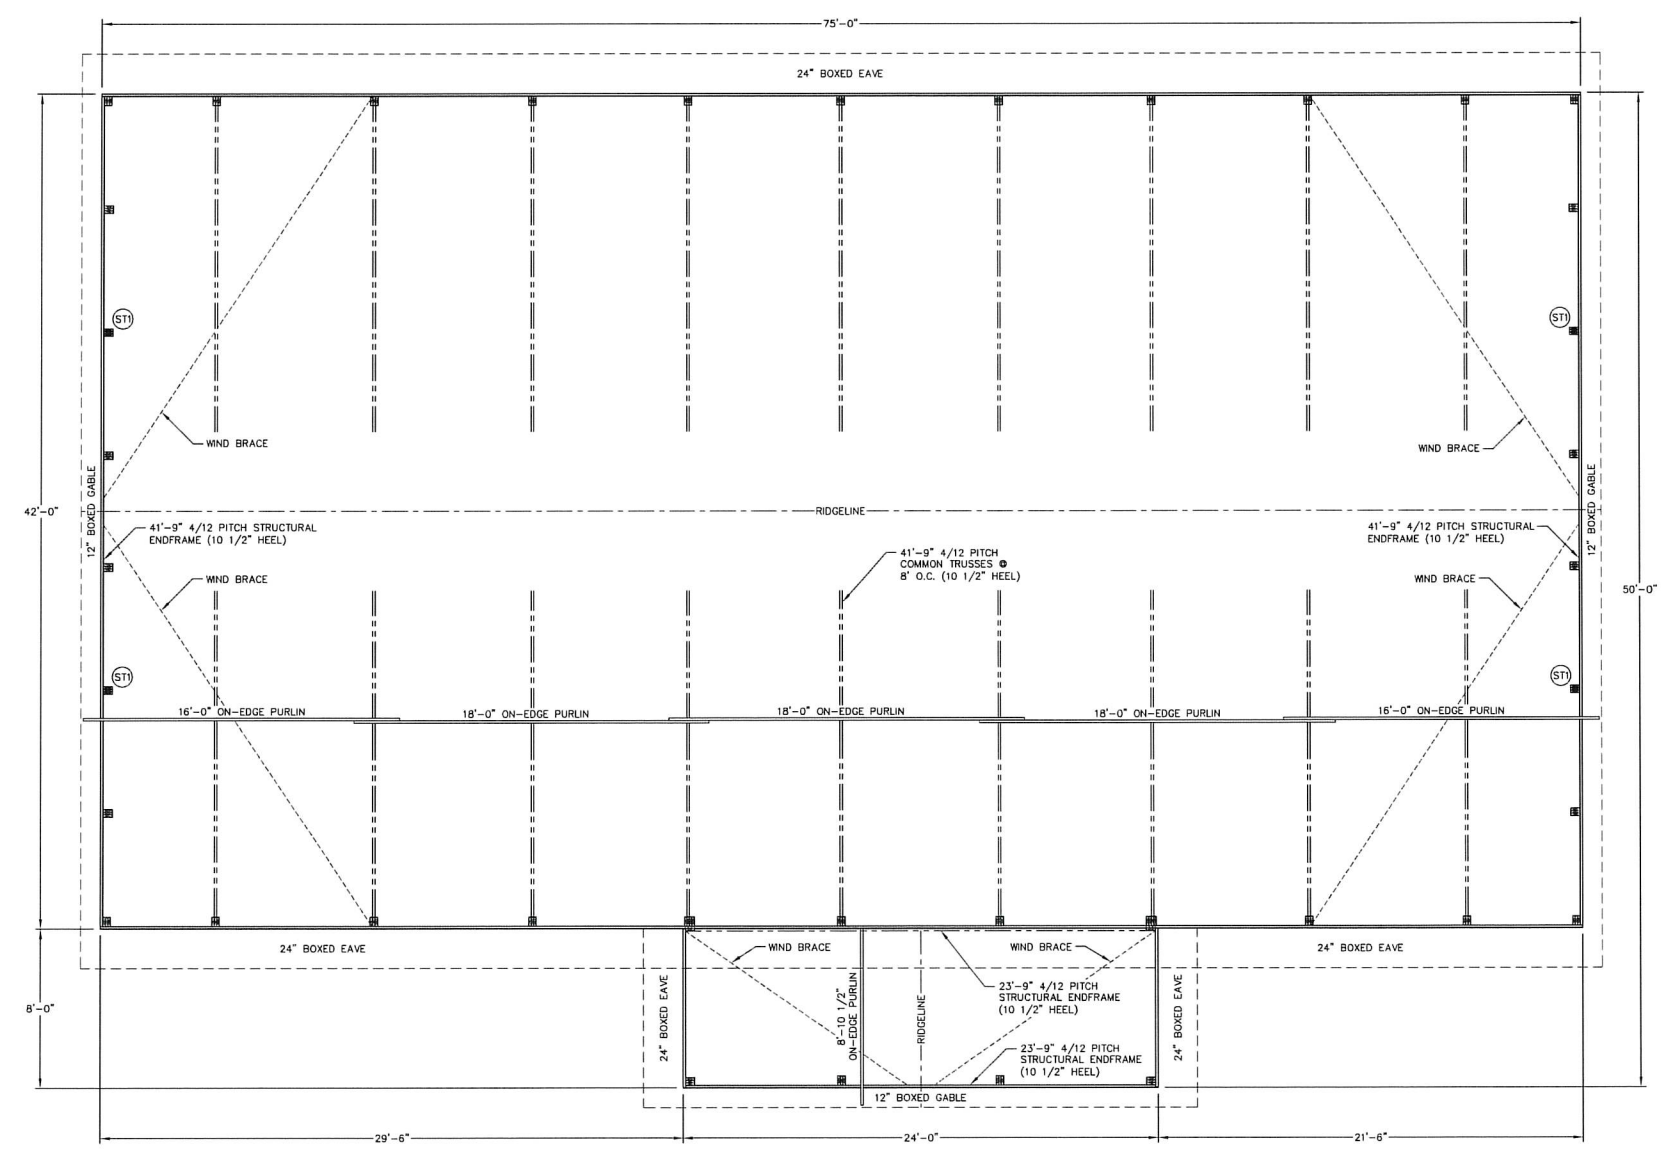 75'-0"
24" BOXED EAVE
ST1
ST1
WIND BRACE
WIND BRACE
12" BOXED GABLE
12" BOXED GABLE
42'-0"
RIDGELINE
41'-9" 4/12 PITCH STRUCTURAL
ENDFRAME (10 1/2" HEEL)
41'-9" 4/12 PITCH STRUCTURAL
ENDFRAME (10 1/2" HEEL)
41'-9" 4/12 PITCH
COMMON TRUSSES @
8' O.C. (10 1/2" HEEL)
WIND BRACE
WIND BRACE
50'-0"
ST1
ST1
16'-0" ON-EDGE PURLIN
18'-0" ON-EDGE PURLIN
18'-0" ON-EDGE PURLIN
18'-0" ON-EDGE PURLIN
16'-0" ON-EDGE PURLIN
24" BOXED EAVE
WIND BRACE
WIND BRACE
24" BOXED EAVE
8'-0"
24" BOXED EAVE
8'-10 1/2"
ON-EDGE PURLIN
RIDGELINE
23'-9" 4/12 PITCH
STRUCTURAL ENDFRAME
(10 1/2" HEEL)
24" BOXED EAVE
23'-9" 4/12 PITCH
STRUCTURAL ENDFRAME
(10 1/2" HEEL)
12" BOXED GABLE
29'-6"
24'-0"
21'-6"